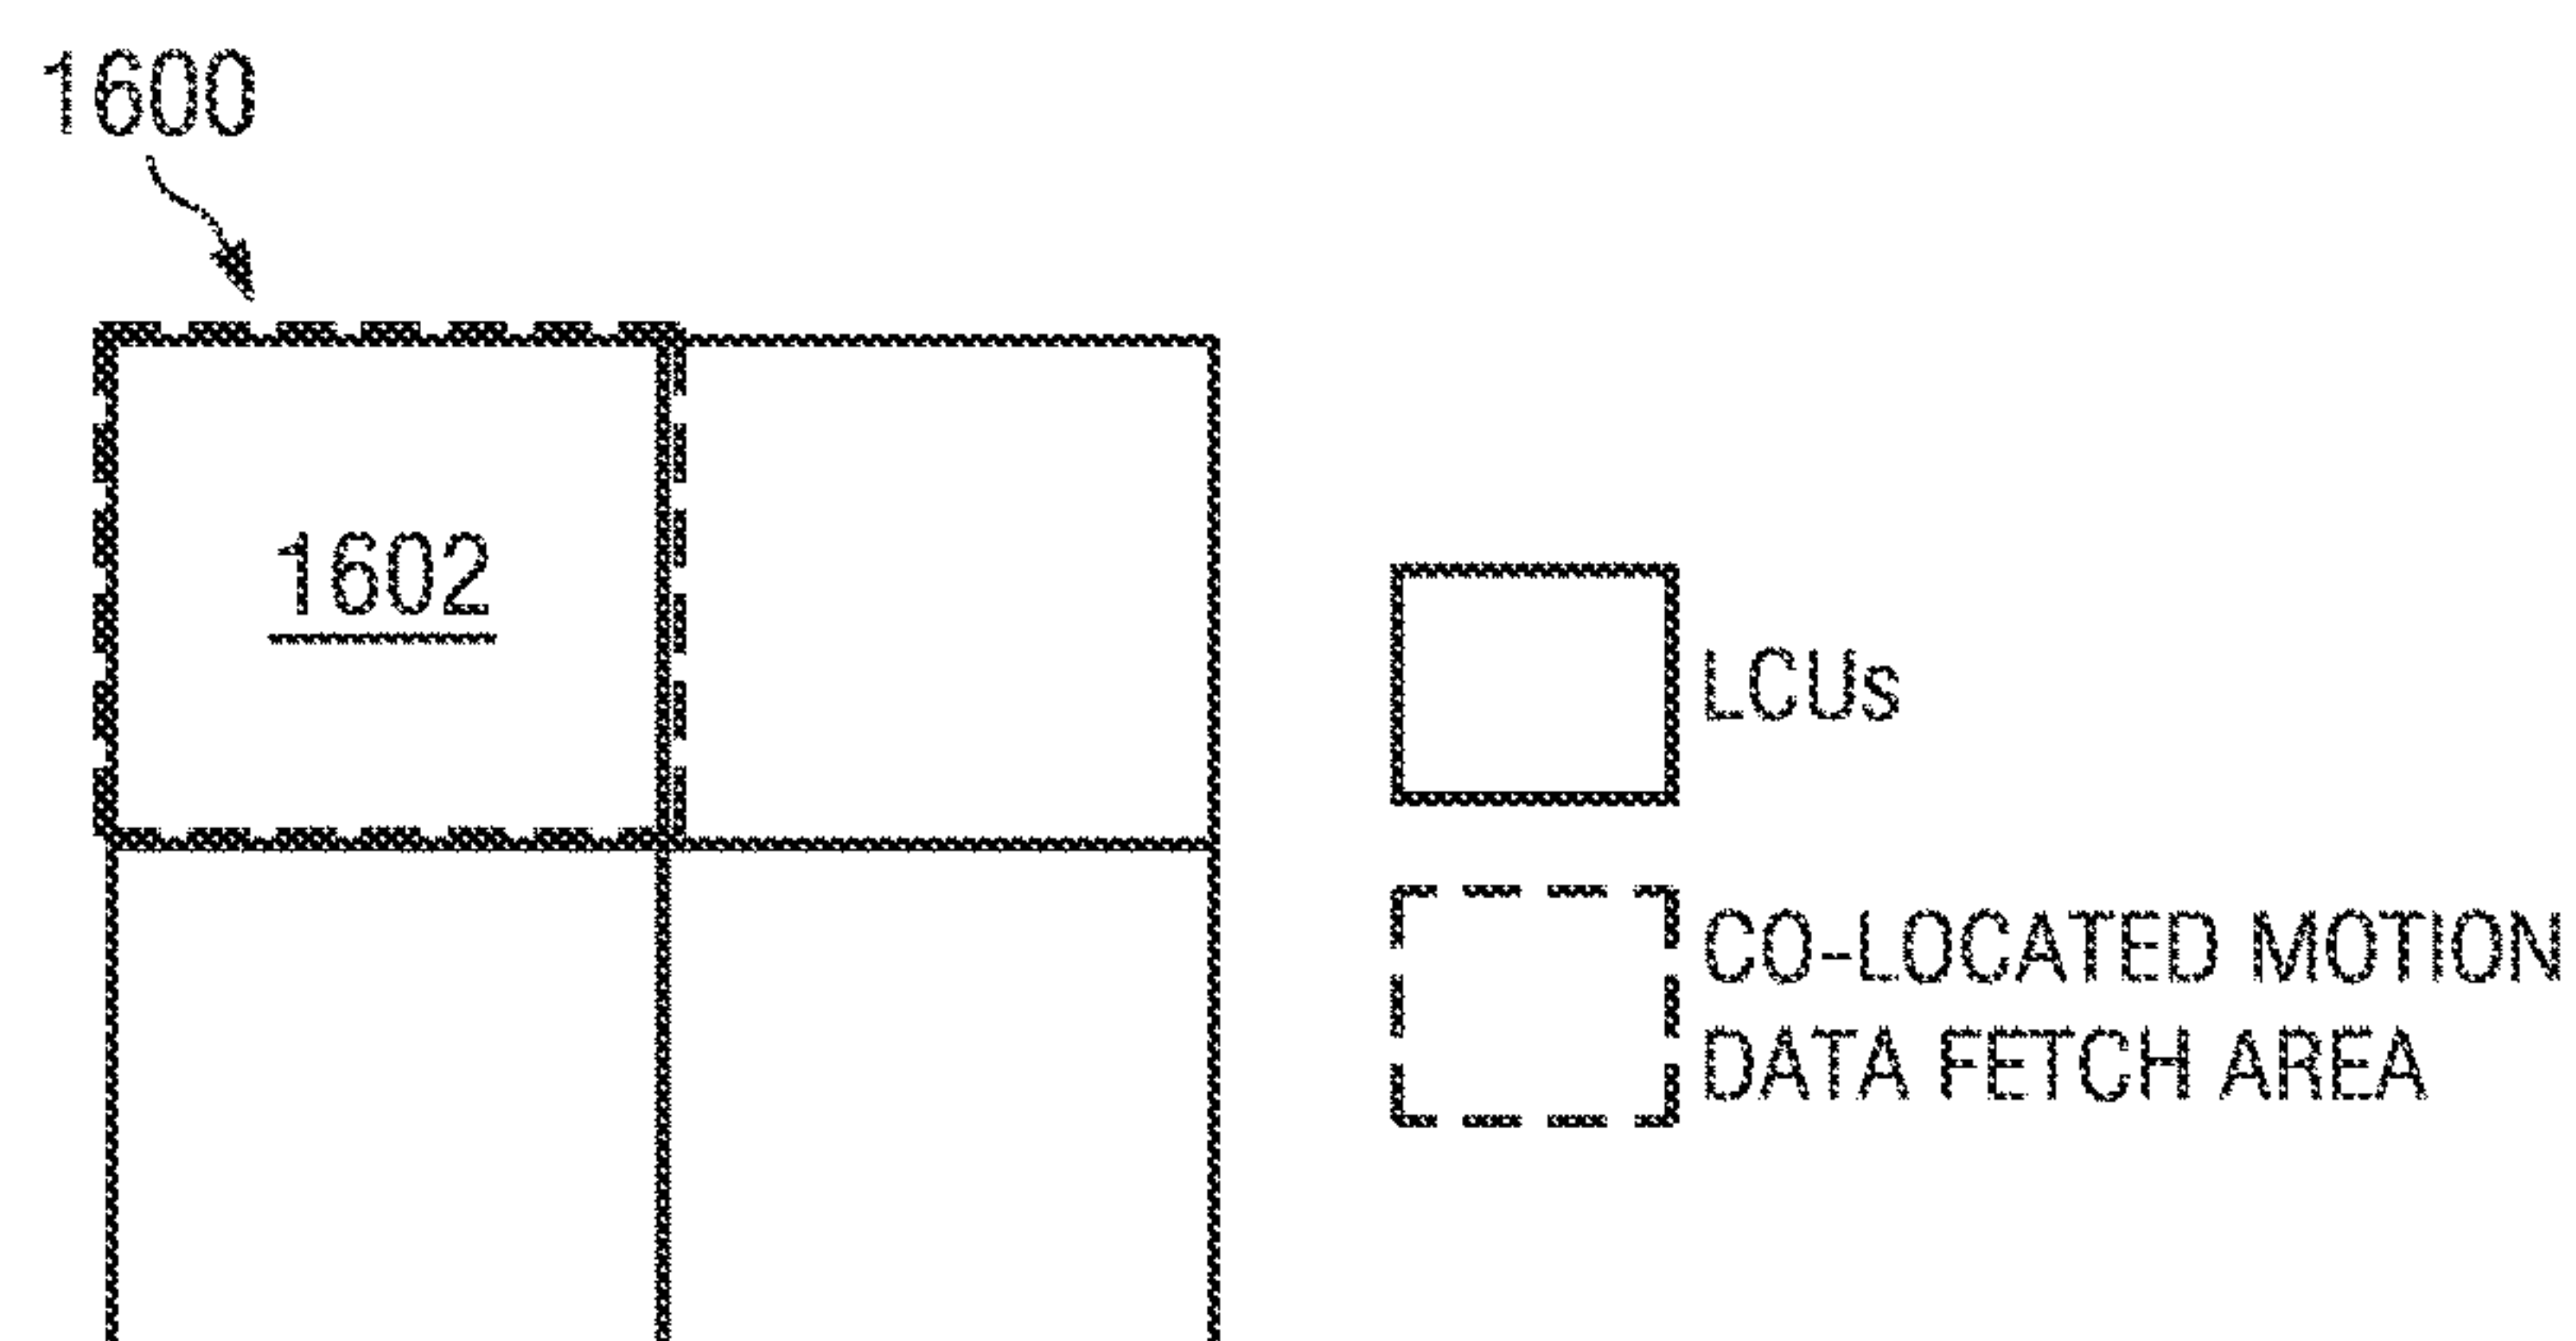 1600
1602
LCUs
CO-LOCATED MOTION
DATA FETCH AREA